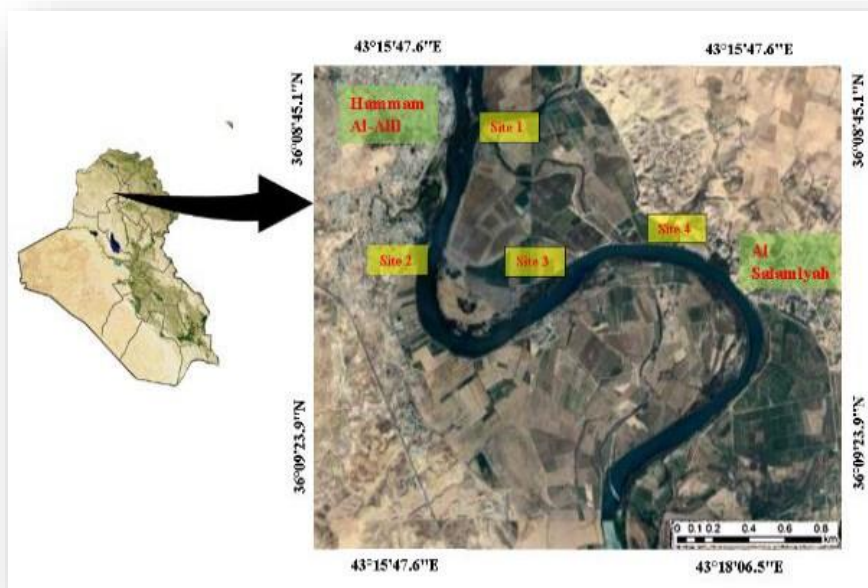 43°15'47.6"E
43°15'47.6"E
36°08'45.1"N
36°08'45.1"N
Hammam
Al-Alil
Site 1
Site 2
Site 3
Site 4
Al
Salamiyah
36°09'23.9"N
36°09'23.9"N
0 0.1 0.2 0.4 0.6 0.8
km
43°15'47.6"E
43°18'06.5"E